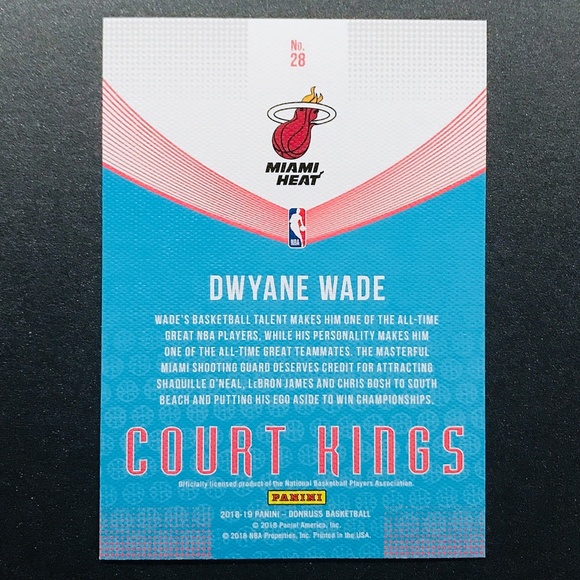 No.
28
MIAMI
HEAT
NBA
DWYANE WADE
WADE'S BASKETBALL TALENT MAKES HIM ONE OF THE ALL-TIME
GREAT NBA PLAYERS, WHILE HIS PERSONALITY MAKES HIM
ONE OF THE ALL-TIME GREAT TEAMMATES. THE MASTERFUL
MIAMI SHOOTING GUARD DESERVES CREDIT FOR ATTRACTING
SHAQUILLE O'NEAL, LeBRON JAMES AND CHRIS BOSH TO SOUTH
BEACH AND PUTTING HIS EGO ASIDE TO WIN CHAMPIONSHIPS.
COURT KINGS
Officially licensed product of the National Basketball Players Association.
PANINI
2018-19 PANINI – DONRUSS BASKETBALL
© 2018 Panini America, Inc.
© 2018 NBA Properties, Inc. Printed in the USA.